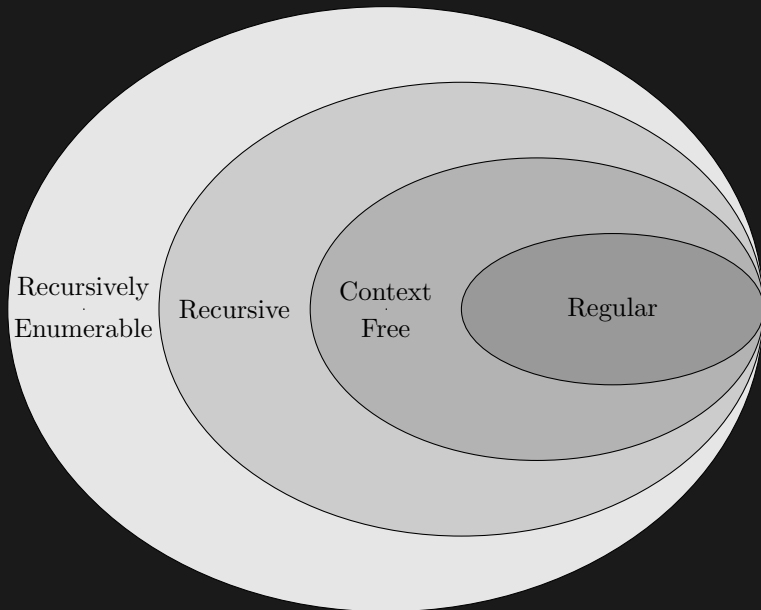 Recursively
Enumerable
Recursive
Context
Free
Regular